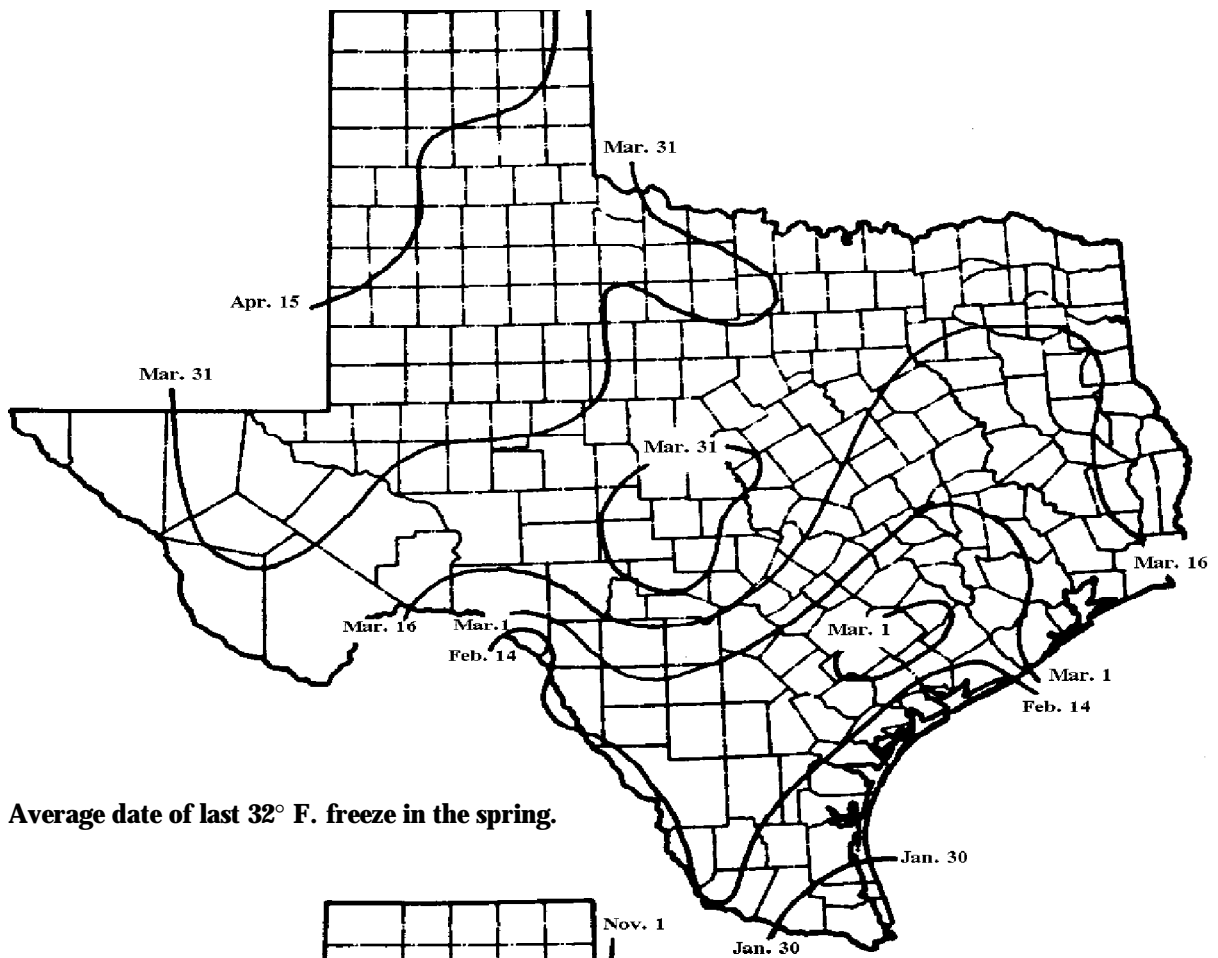 Mar. 31
Apr. 15
Mar. 31
Mar. 31
Mar. 16
Mar. 16
Mar.1
Mar. 1
Feb. 14
Mar. 1
Feb. 14
Average date of last 32° F. freeze in the spring.
Jan. 30
Nov. 1
Jan. 30